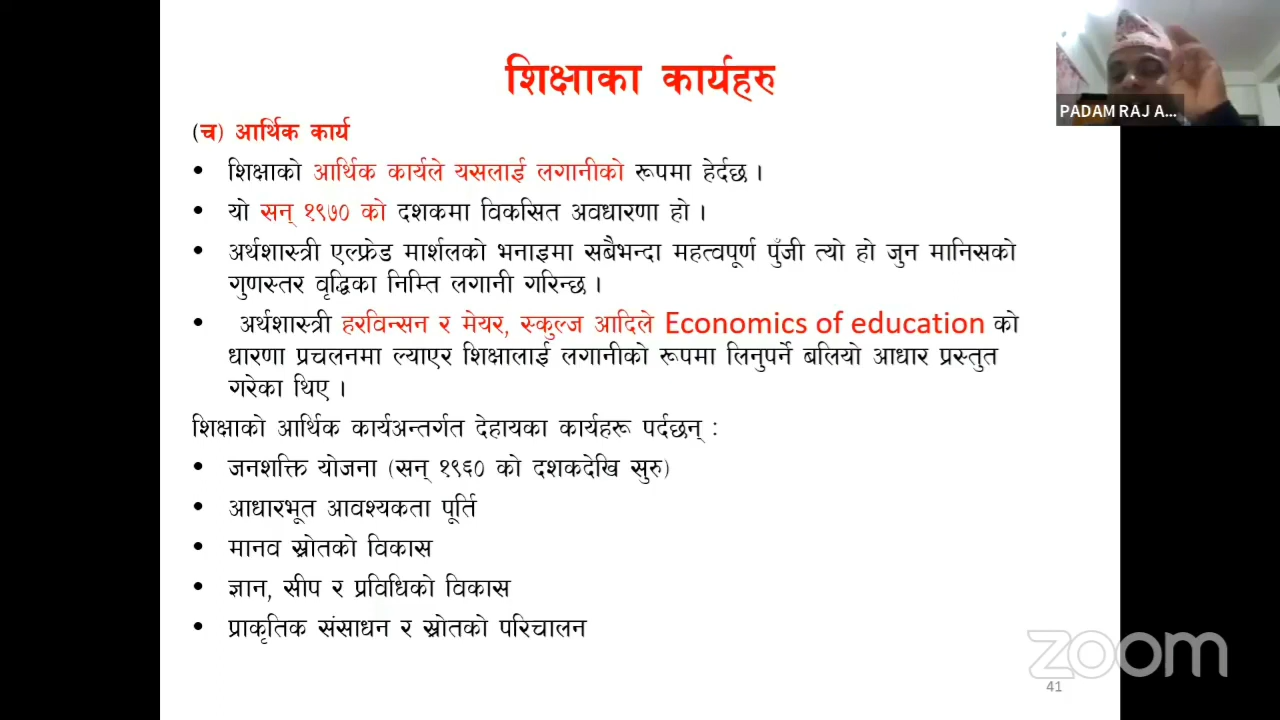 शिक्षाका कार्यहरु
PADAM RAJ A...
(च) आर्थिक कार्य
• शिक्षाको आर्थिक कार्यले यसलाई लगानीको रूपमा हेर्दछ ।
• यो सन् १९७० को दशकमा विकसित अवधारणा हो ।
• अर्थशास्त्री एल्फ्रेड मार्शलको भनाइमा सबैभन्दा महत्वपूर्ण पुँजी त्यो हो जुन मानिसको
गुणस्तर वृद्धिका निम्ति लगानी गरिन्छ ।
• अर्थशास्त्री हरविन्सन र मेयर, स्कुल्ज आदिले Economics of education को
धारणा प्रचलनमा ल्याएर शिक्षालाई लगानीको रूपमा लिनुपर्ने बलियो आधार प्रस्तुत
गरेका थिए ।
शिक्षाको आर्थिक कार्यअन्तर्गत देहायका कार्यहरू पर्दछन् :
• जनशक्ति योजना (सन् १९६० को दशकदेखि सुरु)
• आधारभूत आवश्यकता पूर्ति
• मानव स्रोतको विकास
• ज्ञान, सीप र प्रविधिको विकास
• प्राकृतिक संसाधन र स्रोतको परिचालन
zoom
41